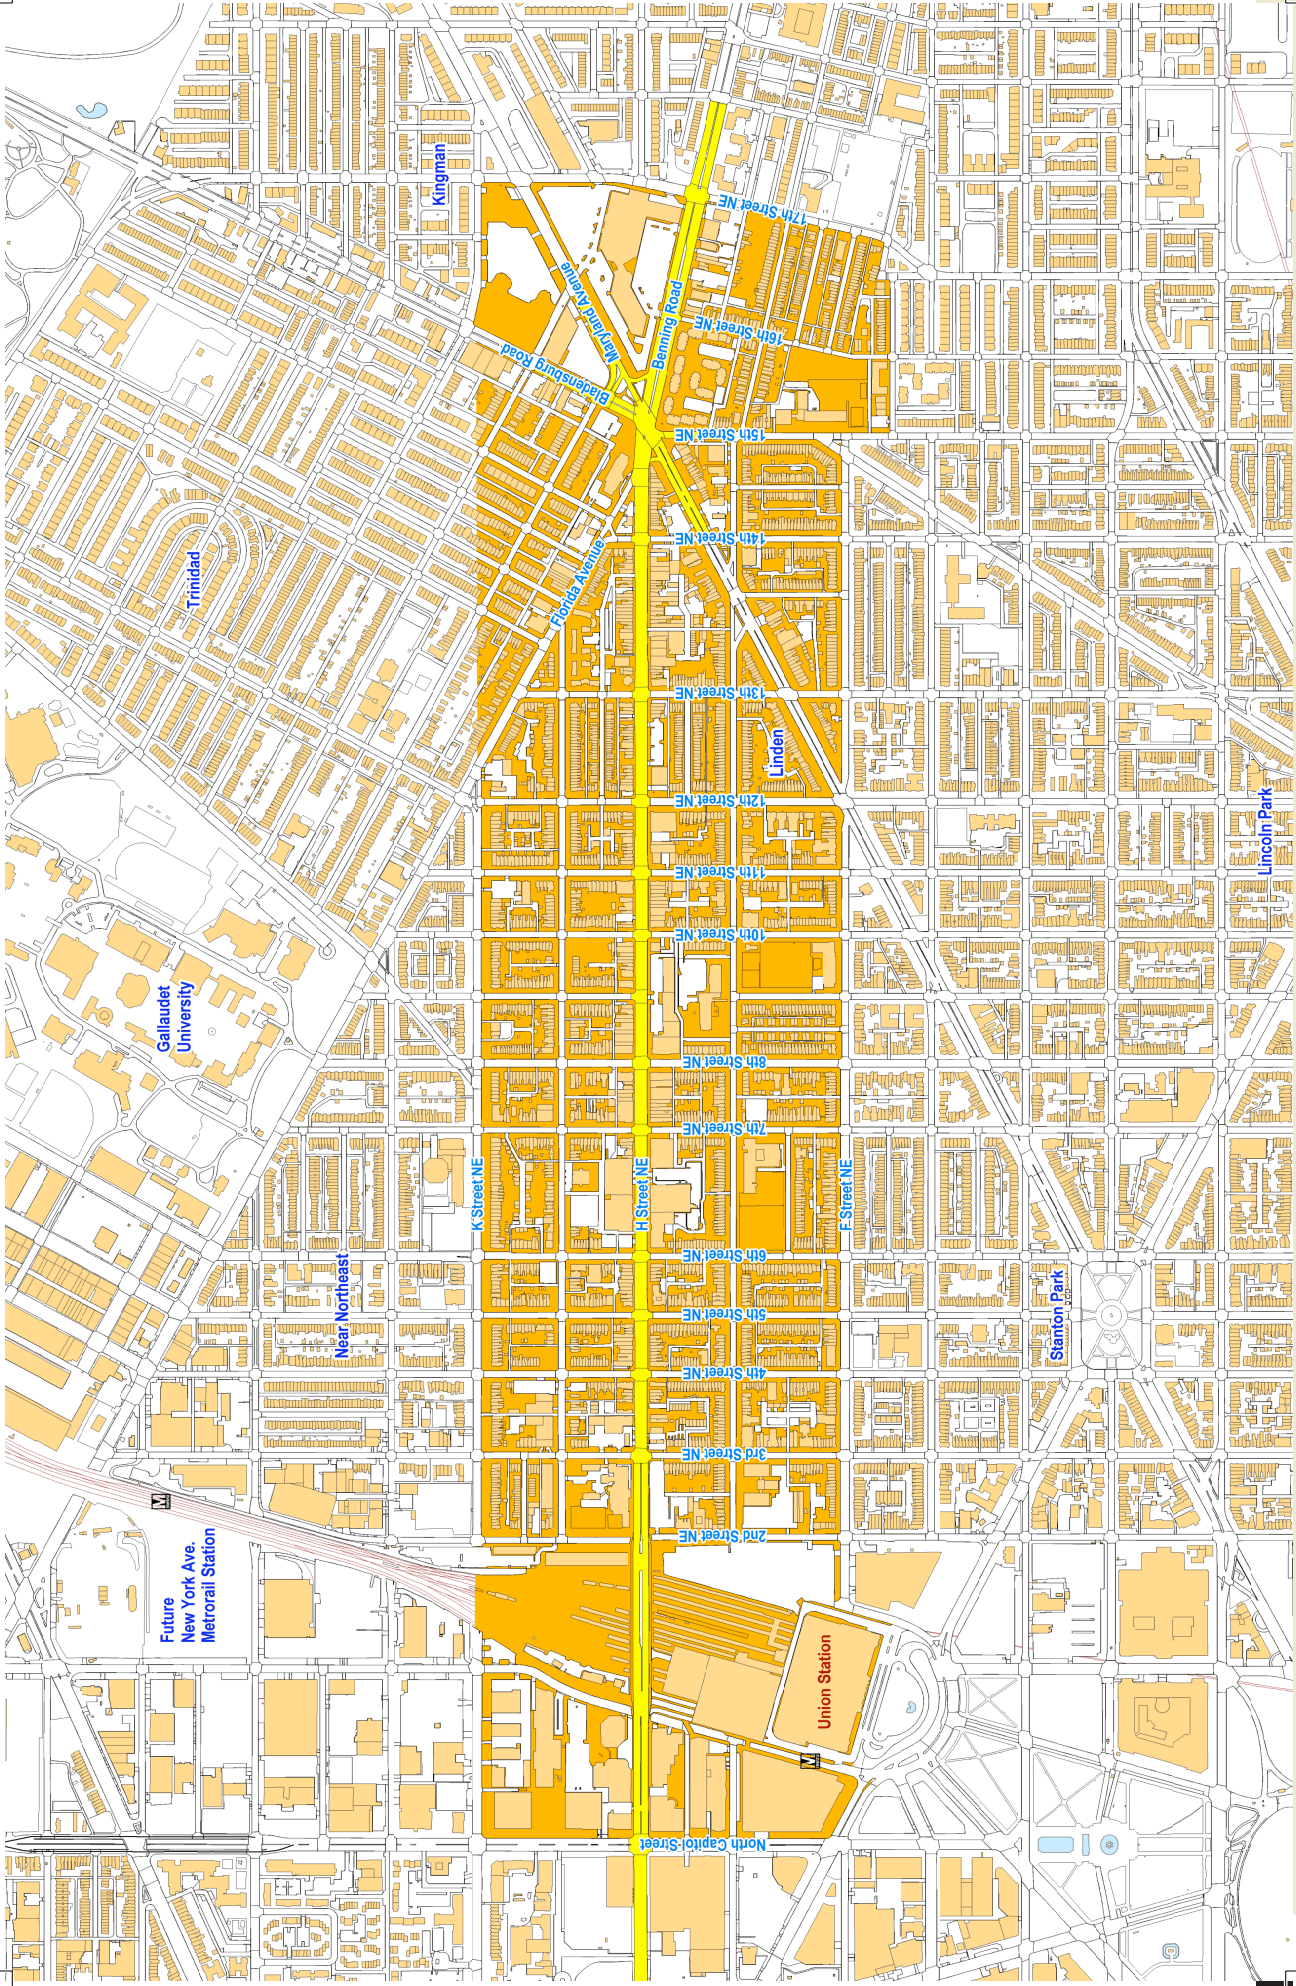 Kingman
17th Street NE
Maryland Avenue
Benning Road
16th Street NE
Bladensburg Road
15th Street NE
14th Street NE
Trinidad
Florida Avenue
13th Street NE
Linden
12th Street NE
Lincoln Park
11th Street NE
10th Street NE
Gallaudet
University
8th Street NE
7th Street NE
K Street NE
H Street NE
F Street NE
6th Street NE
Near Northeast
5th Street NE
Stanton Park
4th Street NE
3rd Street NE
M
2nd Street NE
Future
New York Ave.
Metrorail Station
Union Station
M
North Capitol Street